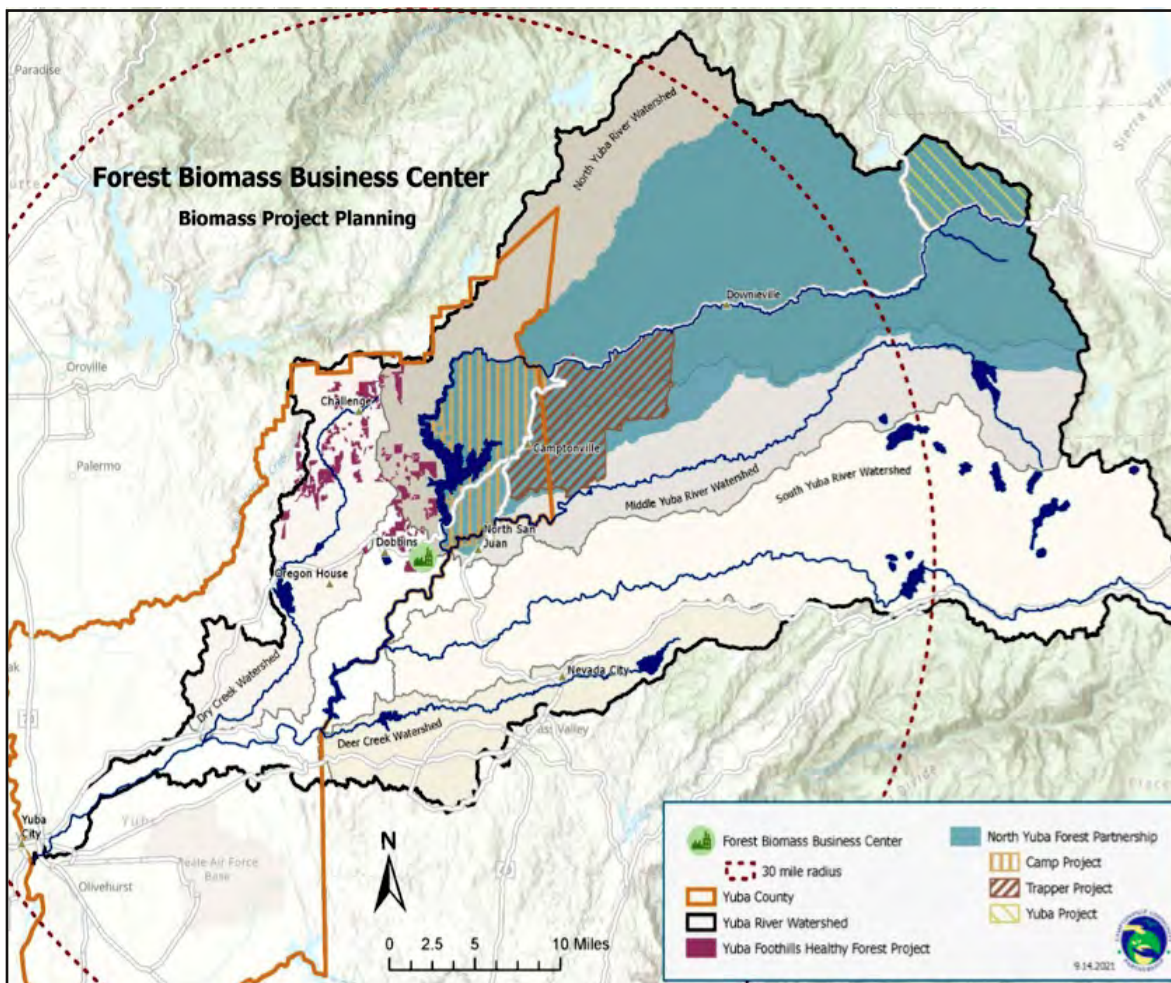 Paradise
North Yuba River Watershed
Sierra Valley
Forest Biomass Business Center
Biomass Project Planning
Downieville
Oroville
Challenge
Palermo
Camptonville
Middle Yuba River Watershed
South Yuba River Watershed
North San
Juan
Dobbins
Oregon House
Nevada City
Dry Creek Watershed
Deer Creek Watershed
Valley
Yuba
City
Yuba
Air Force
Base
Olivehurst
N
0 2.5 5 10 Miles
Forest Biomass Business Center
30 mile radius
Yuba County
Yuba River Watershed
Yuba Foothills Healthy Forest Project
North Yuba Forest Partnership
Camp Project
Trapper Project
Yuba Project
9.14.2021